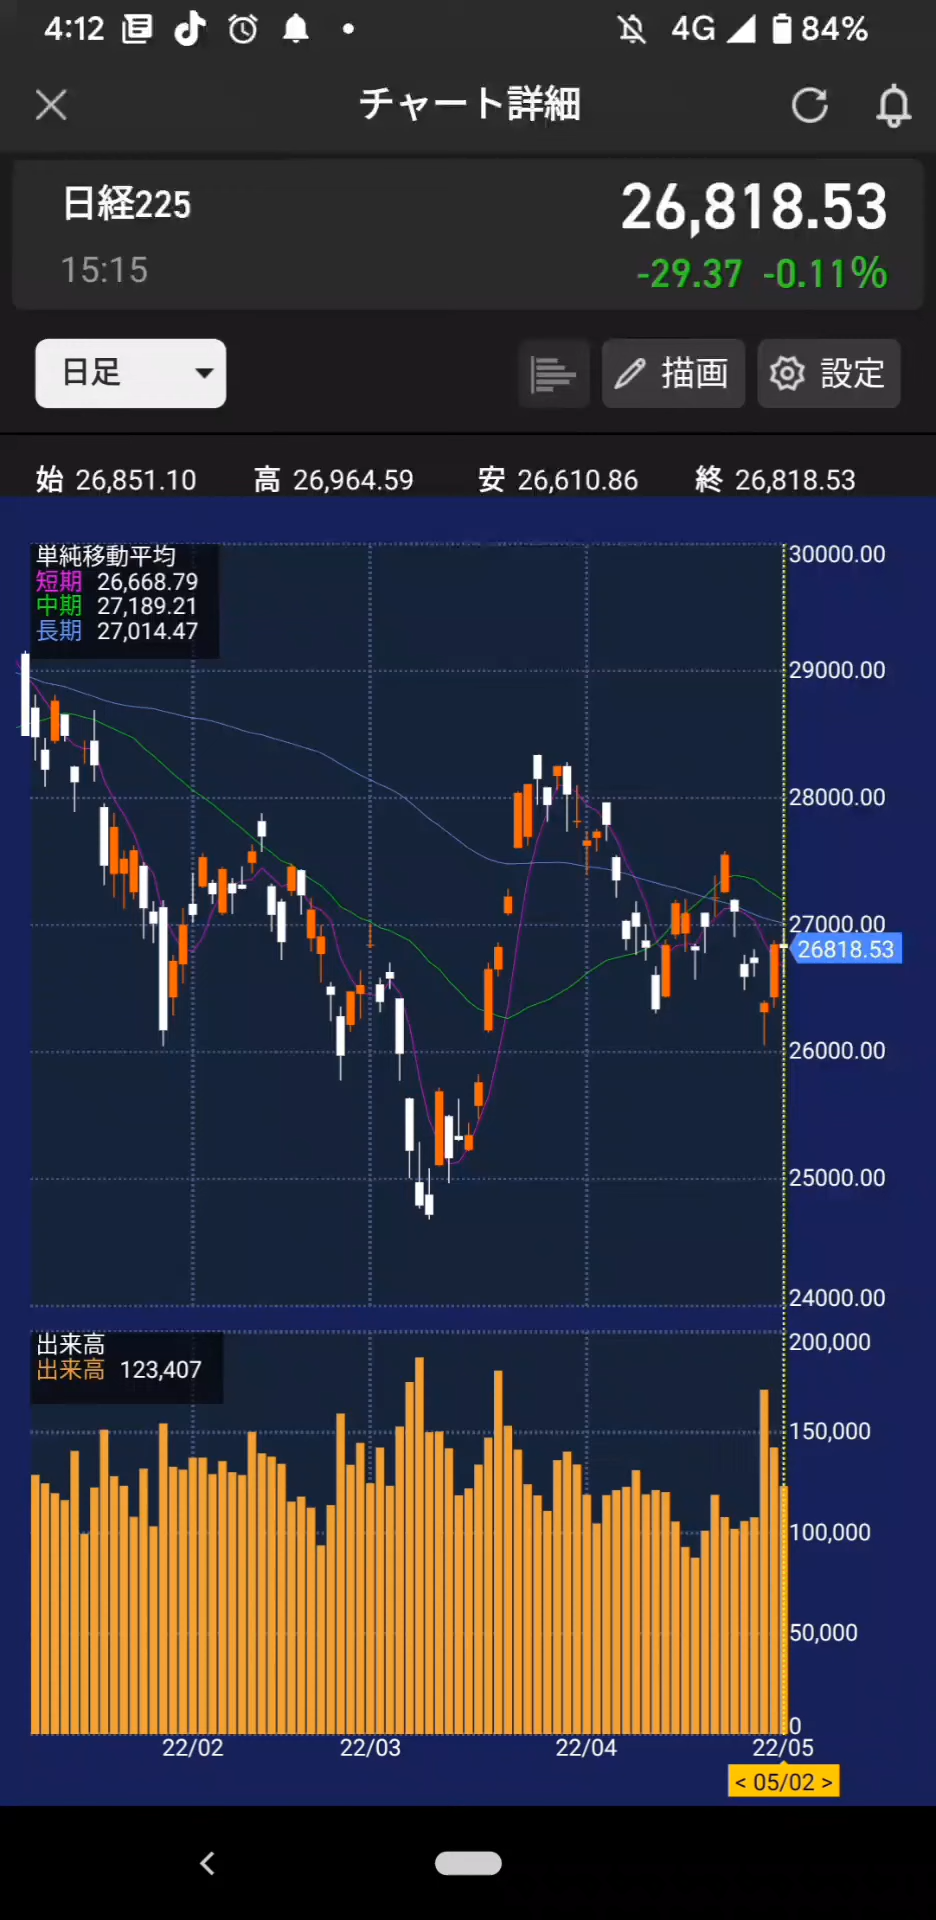 4:12 4G 84%
チャート詳細
日経225 26,818.53
15:15 -29.37 -0.11%
日足 描画 設定
始 26,851.10 高 26,964.59 安 26,610.86 終 26,818.53
単純移動平均
短期 26,668.79
中期 27,189.21
長期 27,014.47
30000.00
29000.00
28000.00
27000.00
26818.53
26000.00
25000.00
24000.00
出来高
出来高 123,407
200,000
150,000
100,000
50,000
0
22/02 22/03 22/04 22/05
< 05/02 >